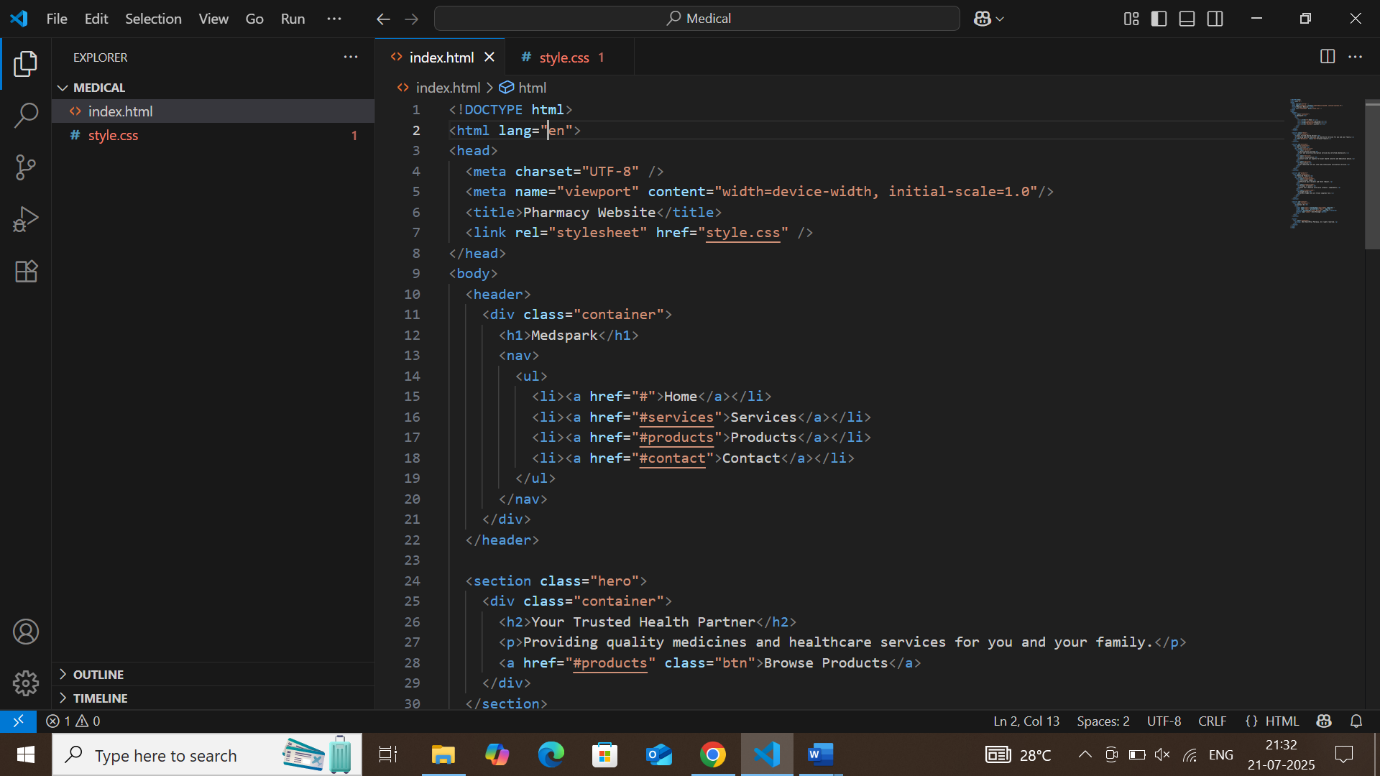 File Edit Selection View Go Run ··· Medical
EXPLORER ···
MEDICAL
index.html
style.css 1
OUTLINE
TIMELINE
index.html style.css 1
index.html > html
1 <!DOCTYPE html>
2 <html lang="en">
3 <head>
4 <meta charset="UTF-8" />
5 <meta name="viewport" content="width=device-width, initial-scale=1.0"/>
6 <title>Pharmacy Website</title>
7 <link rel="stylesheet" href="style.css" />
8 </head>
9 <body>
10 <header>
11 <div class="container">
12 <h1>Medspark</h1>
13 <nav>
14 <ul>
15 <li><a href="#">Home</a></li>
16 <li><a href="#services">Services</a></li>
17 <li><a href="#products">Products</a></li>
18 <li><a href="#contact">Contact</a></li>
19 </ul>
20 </nav>
21 </div>
22 </header>
23
24 <section class="hero">
25 <div class="container">
26 <h2>Your Trusted Health Partner</h2>
27 <p>Providing quality medicines and healthcare services for you and your family.</p>
28 <a href="#products" class="btn">Browse Products</a>
29 </div>
30 </section>
1 0 Ln 2, Col 13 Spaces: 2 UTF-8 CRLF {} HTML
Type here to search 28°C ENG 21:32
21-07-2025